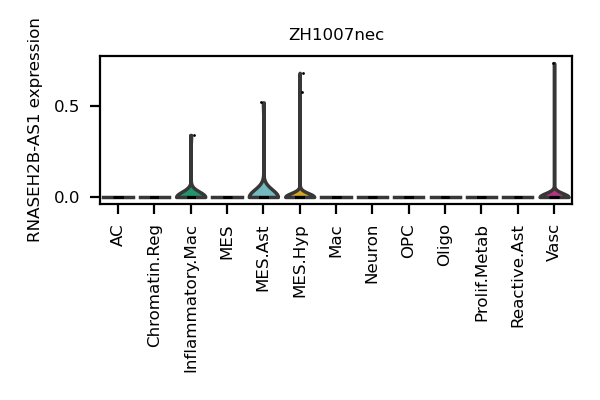 ZH1007nec
RNASEH2B-AS1 expression
0.5
0.0
AC
Chromatin.Reg
Inflammatory.Mac
MES
MES.Ast
MES.Hyp
Mac
Neuron
OPC
Oligo
Prolif.Metab
Reactive.Ast
Vasc